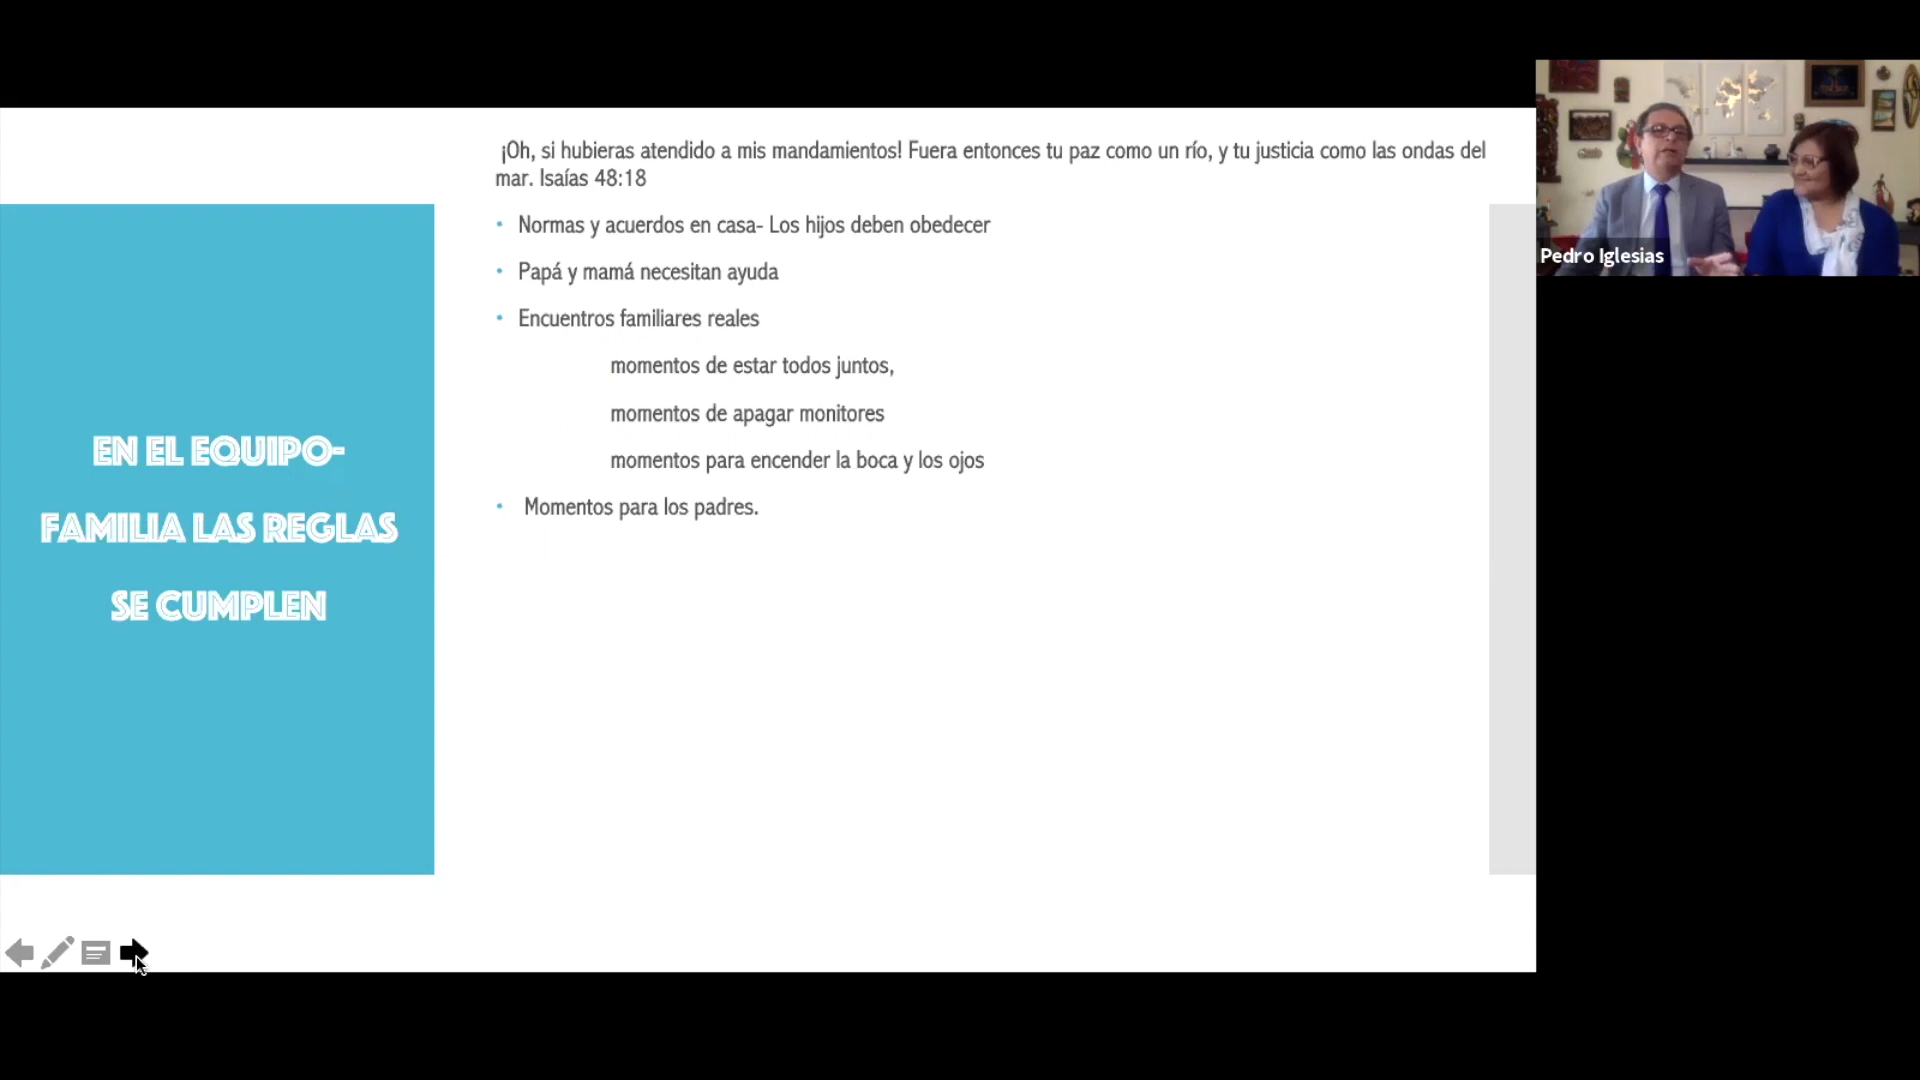 ¡Oh, si hubieras atendido a mis mandamientos! Fuera entonces tu paz como un río, y tu justicia como las ondas del
mar. Isaías 48:18
• Normas y acuerdos en casa- Los hijos deben obedecer
• Papá y mamá necesitan ayuda
• Encuentros familiares reales
momentos de estar todos juntos,
momentos de apagar monitores
momentos para encender la boca y los ojos
• Momentos para los padres.
EN EL EQUIPO-
FAMILIA LAS REGLAS
SE CUMPLEN
Pedro Iglesias